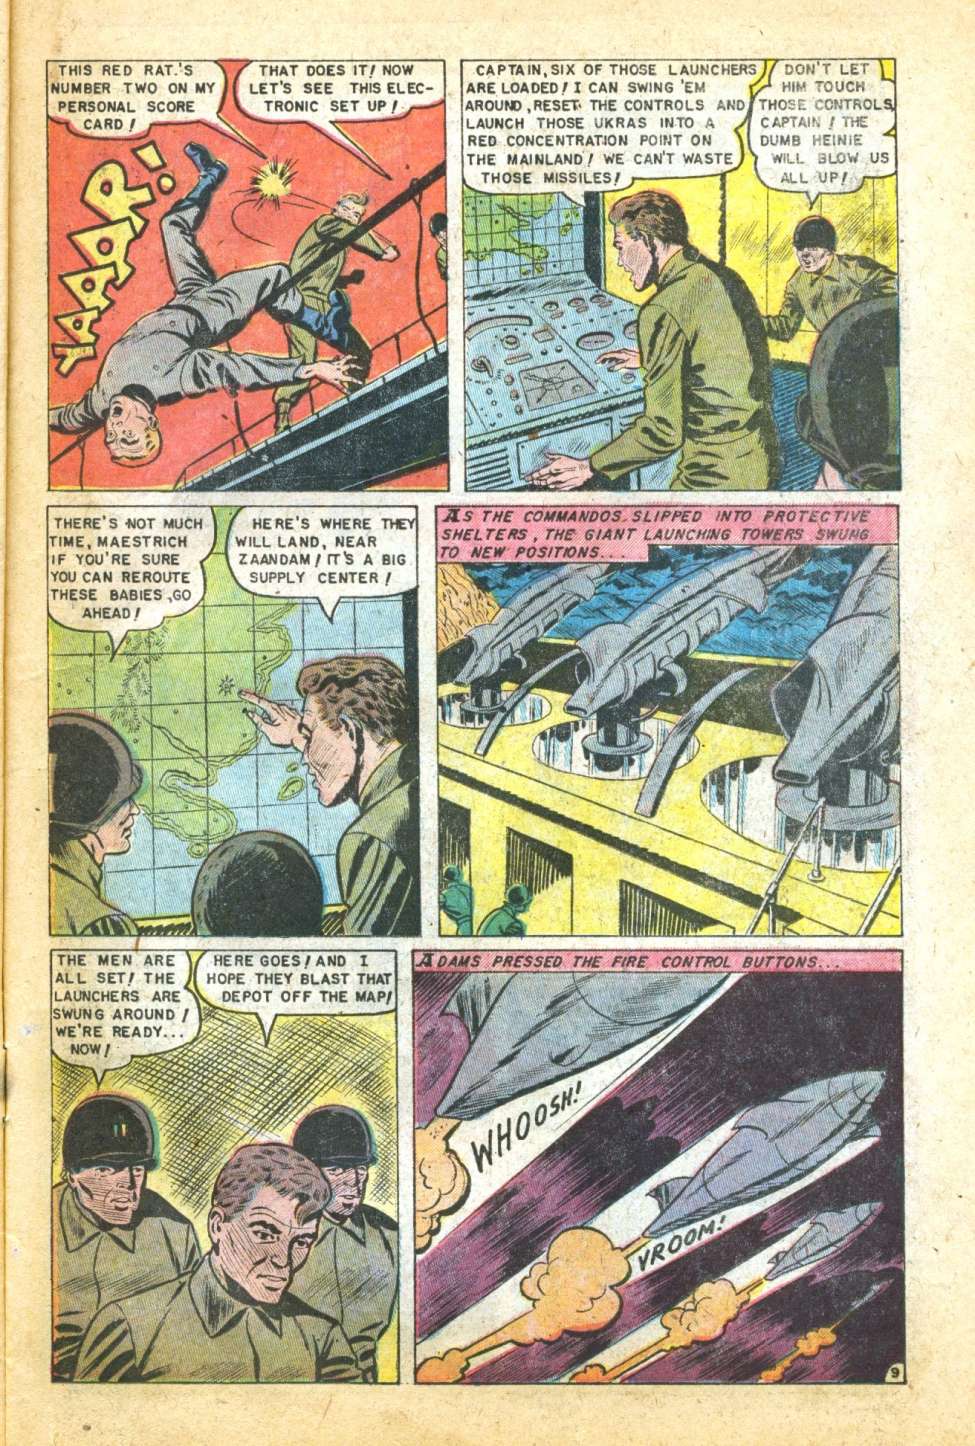 THIS RED RAT.'S
NUMBER TWO ON MY
PERSONAL SCORE
CARD!
THAT DOES IT! NOW
LET'S SEE THIS ELEC-
TRONIC SET UP!
YAAAR!
CAPTAIN, SIX OF THOSE LAUNCHERS
ARE LOADED! I CAN SWING 'EM
AROUND, RESET THE CONTROLS AND
LAUNCH THOSE UKRAS INTO A
RED CONCENTRATION POINT ON
THE MAINLAND! WE CAN'T WASTE
THOSE MISSILES!
DON'T LET
HIM TOUCH
THOSE CONTROLS,
CAPTAIN! THE
DUMB HEINIE
WILL BLOW US
ALL UP!
THERE'S NOT MUCH
TIME, MAESTRICH
IF YOU'RE SURE
YOU CAN REROUTE
THESE BABIES, GO
AHEAD!
HERE'S WHERE THEY
WILL LAND, NEAR
ZAANDAM! IT'S A BIG
SUPPLY CENTER!
AS THE COMMANDOS SLIPPED INTO PROTECTIVE
SHELTERS, THE GIANT LAUNCHING TOWERS SWUNG
TO NEW POSITIONS...
THE MEN ARE
ALL SET! THE
LAUNCHERS ARE
SWUNG AROUND!
WE'RE READY...
NOW!
HERE GOES! AND I
HOPE THEY BLAST THAT
DEPOT OFF THE MAP!
ADAMS PRESSED THE FIRE CONTROL BUTTONS...
WHOOSH!
VROOM!
9